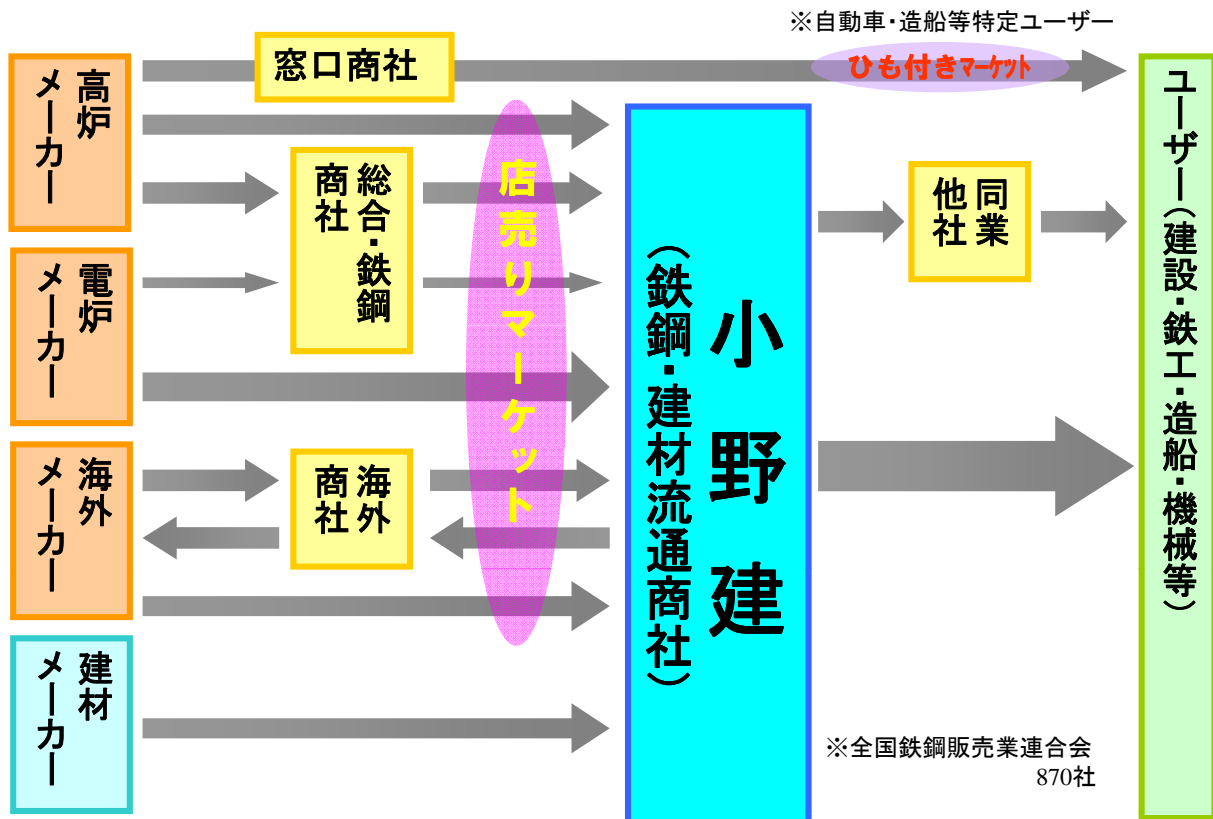 ※自動車・造船等特定ユーザー
ひも付きマーケット
窓口商社
高炉
メーカー
総合・鉄鋼
商社
電炉
メーカー
海外
メーカー
海外
商社
建材
メーカー
店売りマーケット
小野建
（鉄鋼・建材流通商社）
同業
他社
ユーザー（建設・鉄工・造船・機械等）
※全国鉄鋼販売業連合会
870社